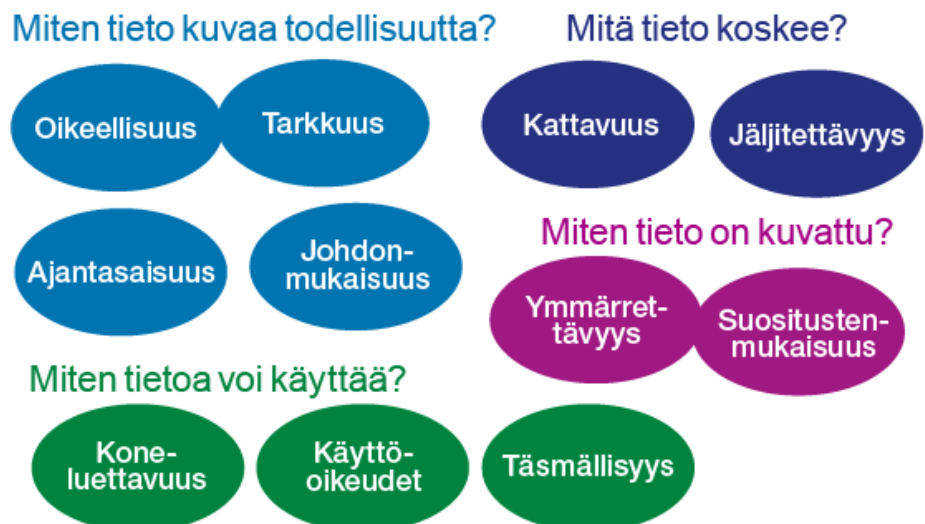 Miten tieto kuvaa todellisuutta?
Oikeellisuus
Tarkkuus
Ajantasaisuus
Johdon-
mukaisuus
Mitä tieto koskee?
Kattavuus
Jäljitettävyys
Miten tieto on kuvattu?
Ymmärret-
tävyys
Suositusten-
mukaisuus
Miten tietoa voi käyttää?
Kone-
luettavuus
Käyttö-
oikeudet
Täsmällisyys